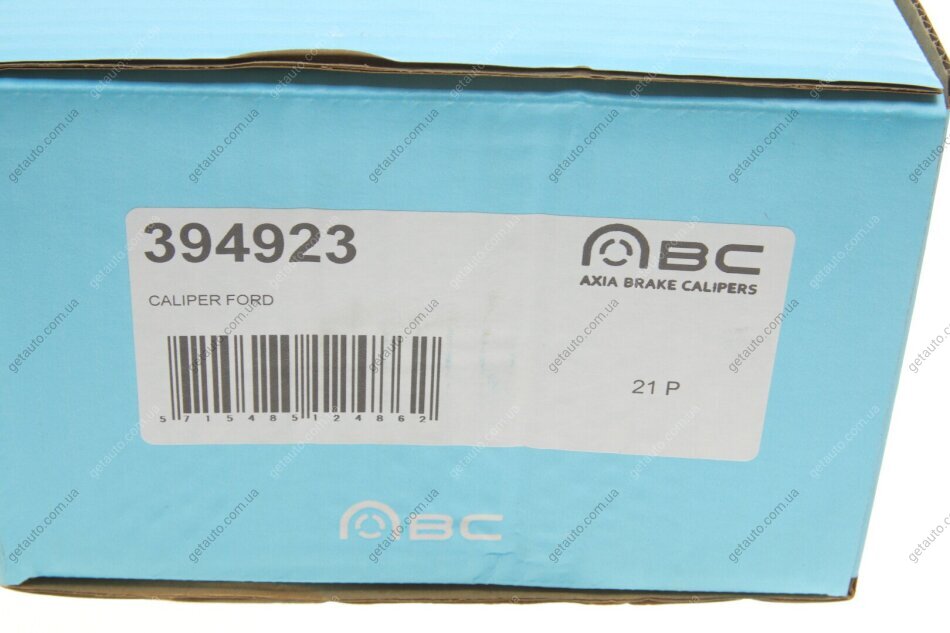 394923
ABC
AXIA BRAKE CALIPERS
CALIPER FORD
21 P
5 715485 124862
ABC
getauto.com.ua